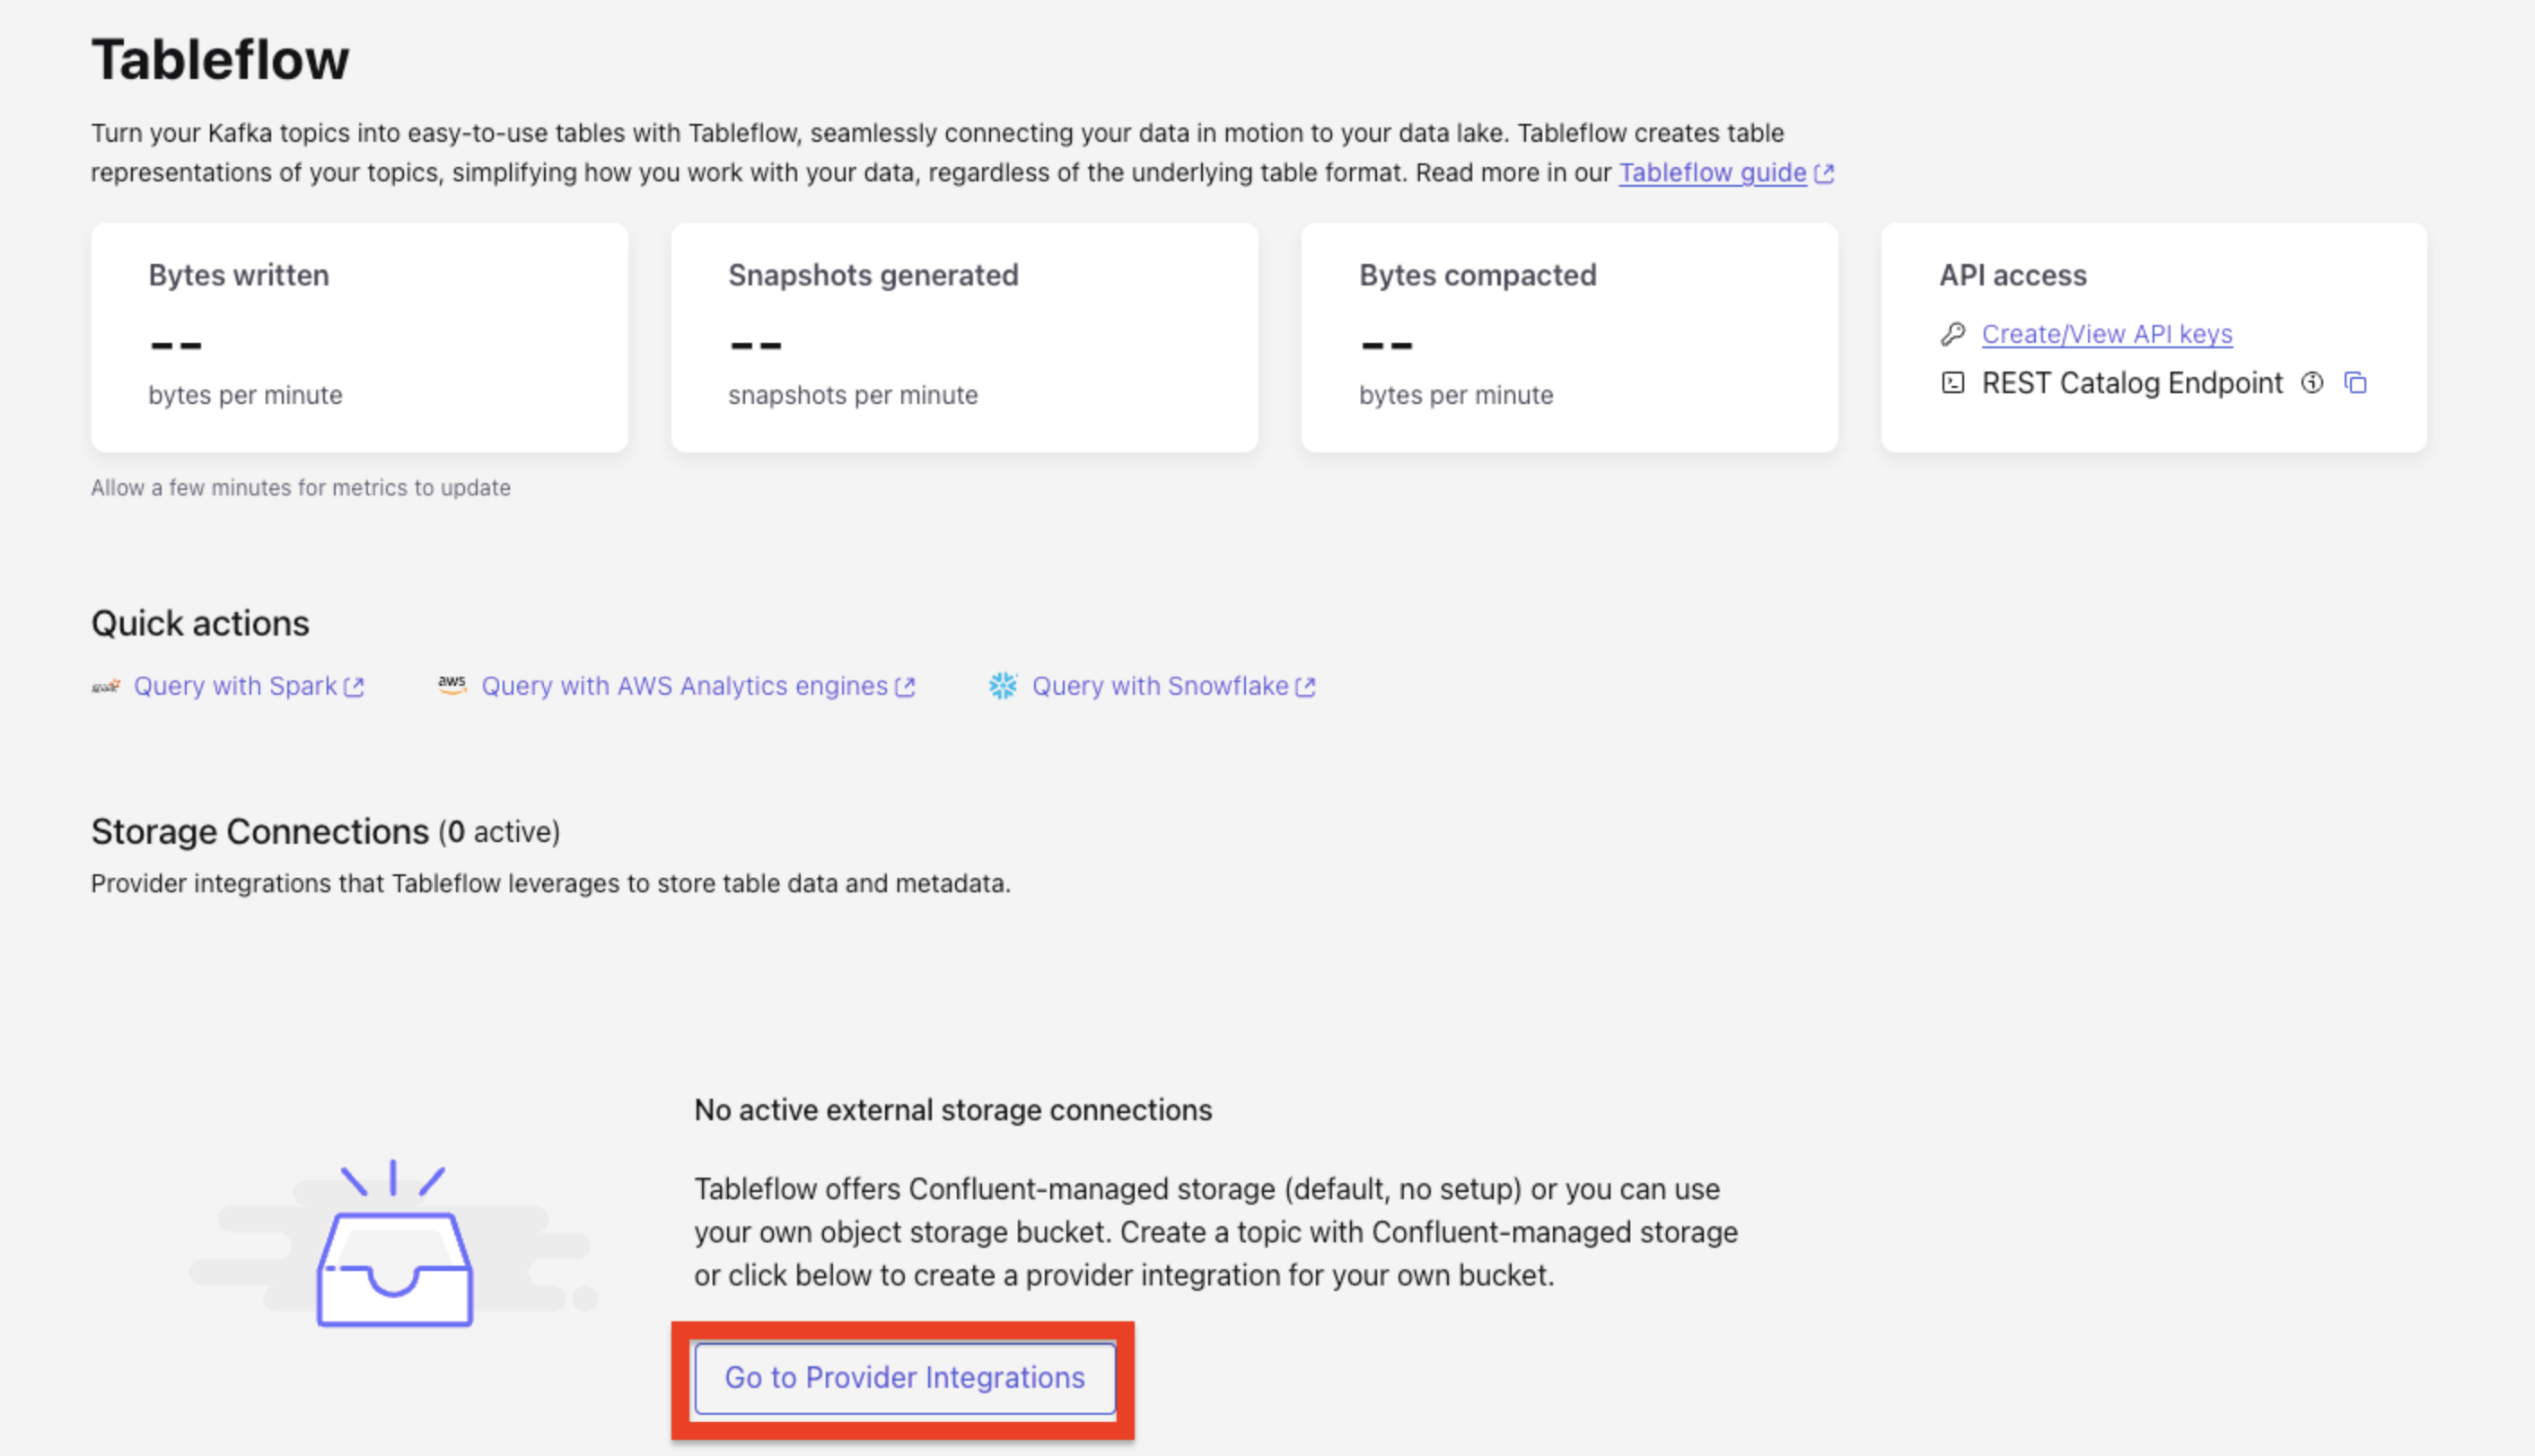 Tableflow
Turn your Kafka topics into easy-to-use tables with Tableflow, seamlessly connecting your data in motion to your data lake. Tableflow creates table
representations of your topics, simplifying how you work with your data, regardless of the underlying table format. Read more in our Tableflow guide
Bytes written
--
bytes per minute
Snapshots generated
--
snapshots per minute
Bytes compacted
--
bytes per minute
API access
Create/View API keys
REST Catalog Endpoint
Allow a few minutes for metrics to update
Quick actions
Spark Query with Spark
aws Query with AWS Analytics engines
Query with Snowflake
Storage Connections (0 active)
Provider integrations that Tableflow leverages to store table data and metadata.
No active external storage connections
Tableflow offers Confluent-managed storage (default, no setup) or you can use
your own object storage bucket. Create a topic with Confluent-managed storage
or click below to create a provider integration for your own bucket.
Go to Provider Integrations